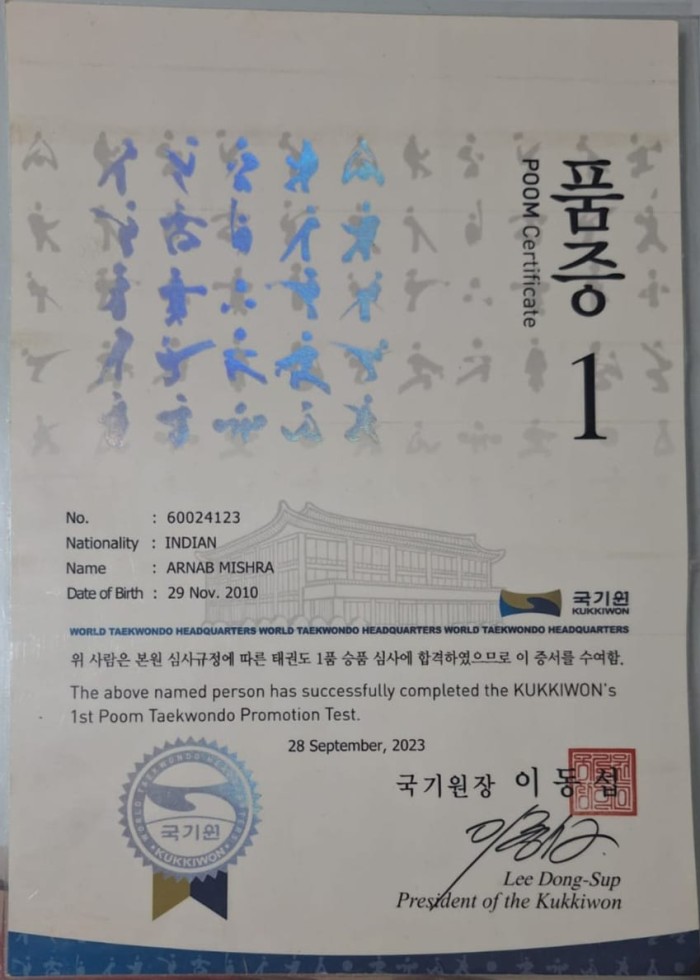 품증
POOM Certificate
1
No. : 60024123
Nationality : INDIAN
Name : ARNAB MISHRA
Date of Birth : 29 Nov. 2010
국기원
KUKKIWON
WORLD TAEKWONDO HEADQUARTERS WORLD TAEKWONDO HEADQUARTERS WORLD TAEKWONDO HEADQUARTERS
위 사람은 본원 심사규정에 따른 태권도 1품 승품 심사에 합격하였으므로 이 증서를 수여함.
The above named person has successfully completed the KUKKIWON's
1st Poom Taekwondo Promotion Test.
28 September, 2023
국기원장 이동섭
WORLD TAEKWONDO HEADQUARTERS
국기원
KUKKIWON
Lee Dong-Sup
President of the Kukkiwon